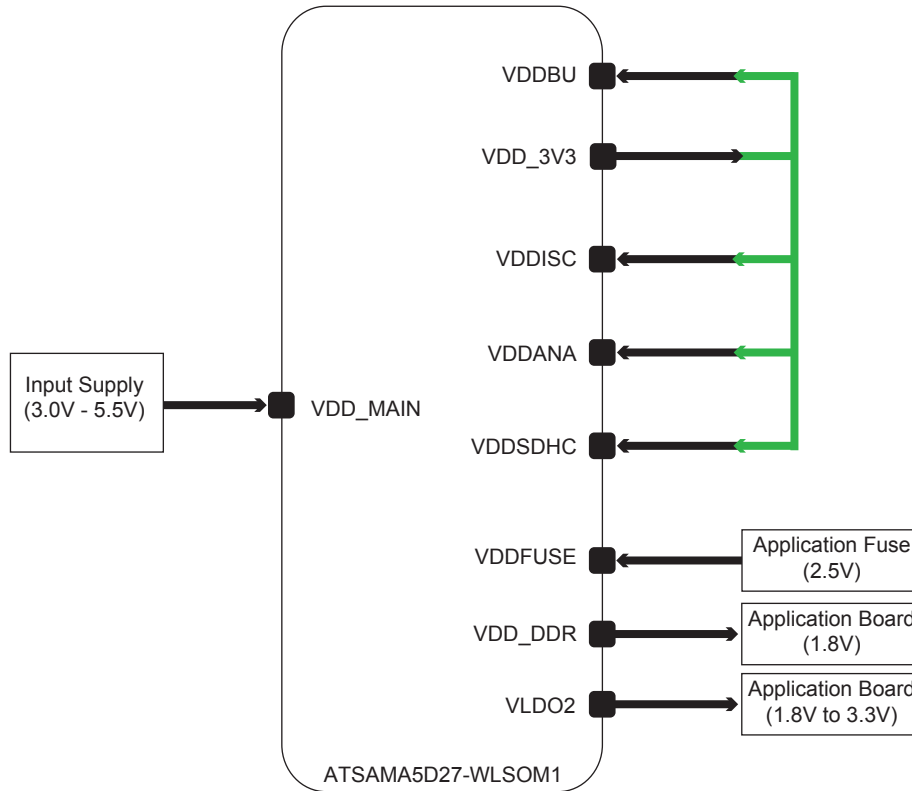 VDDBU
VDD_3V3
VDDISC
VDDANA
Input Supply
(3.0V - 5.5V)
VDD_MAIN
VDDSDHC
VDDFUSE
Application Fuse
(2.5V)
VDD_DDR
Application Board
(1.8V)
VLDO2
Application Board
(1.8V to 3.3V)
ATSAMA5D27-WLSOM1